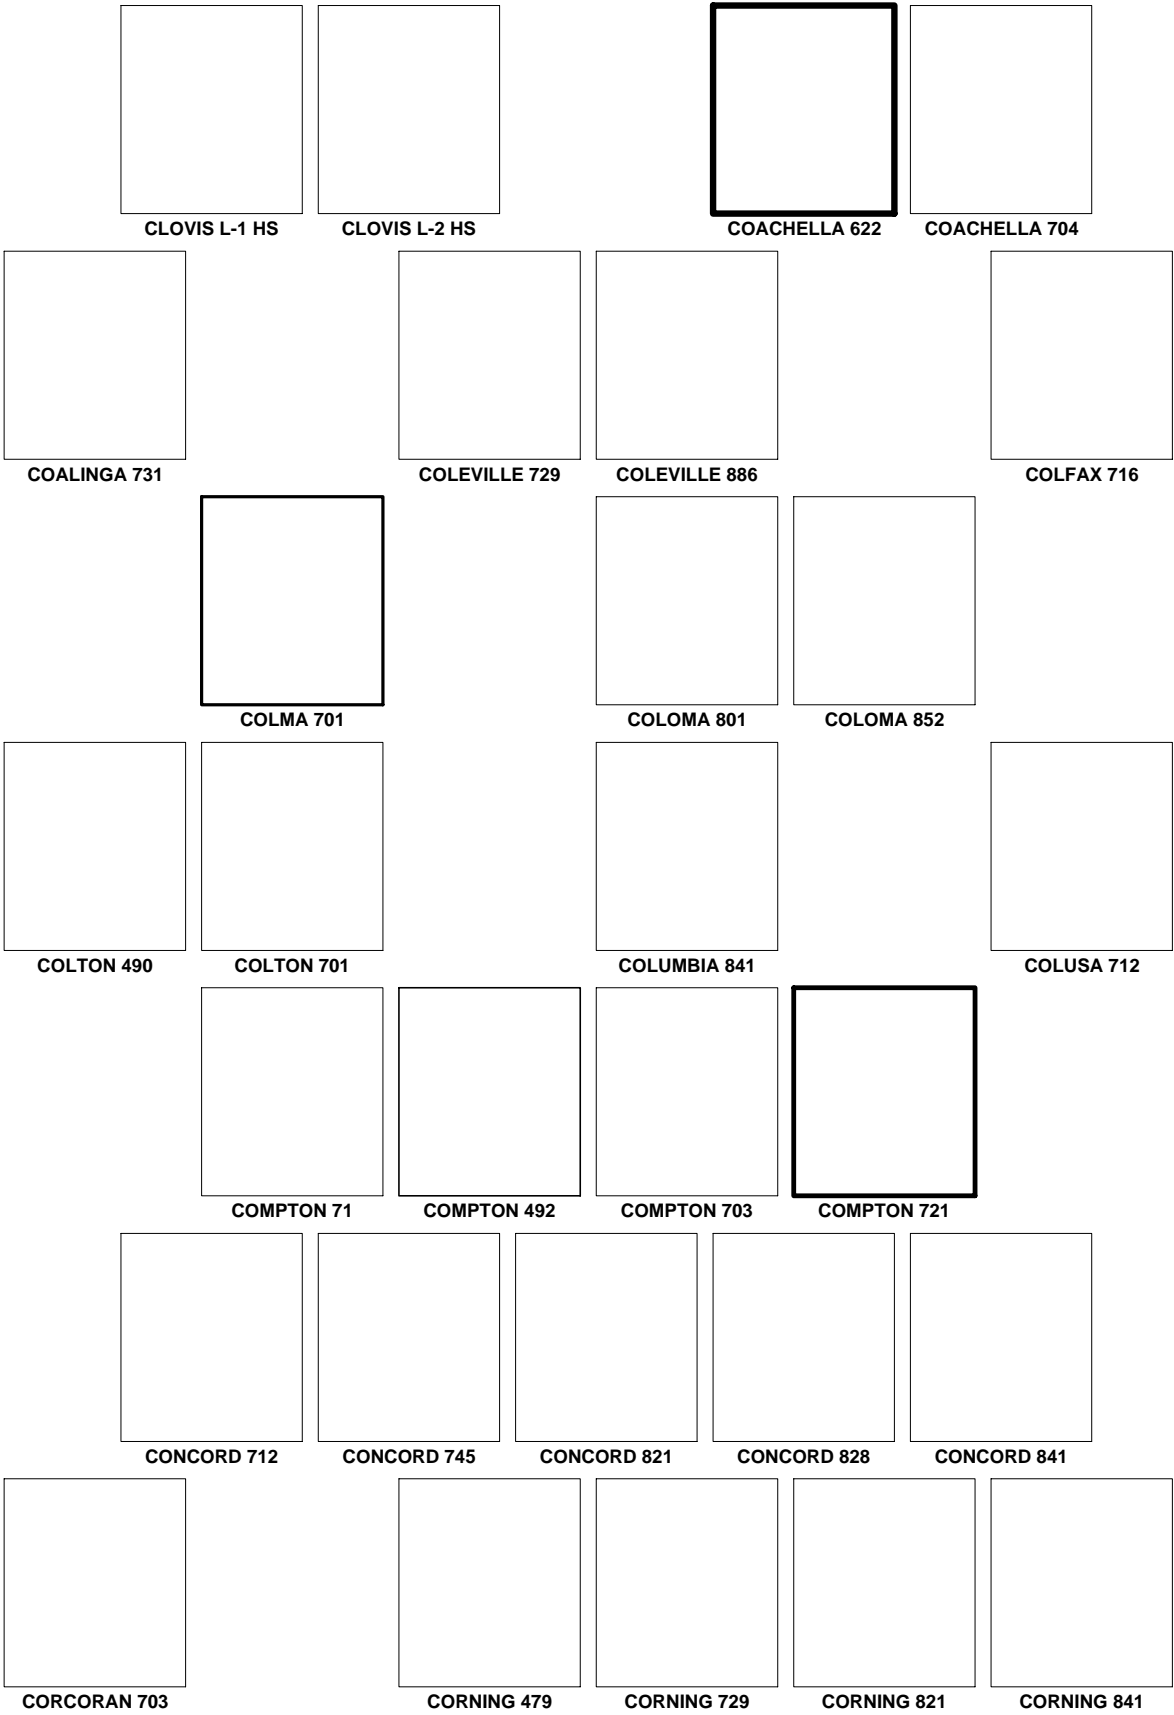 CLOVIS L-1 HS CLOVIS L-2 HS COACHELLA 622 COACHELLA 704
COALINGA 731 COLEVILLE 729 COLEVILLE 886 COLFAX 716
COLMA 701 COLOMA 801 COLOMA 852
COLTON 490 COLTON 701 COLUMBIA 841 COLUSA 712
COMPTON 71 COMPTON 492 COMPTON 703 COMPTON 721
CONCORD 712 CONCORD 745 CONCORD 821 CONCORD 828 CONCORD 841
CORCORAN 703 CORNING 479 CORNING 729 CORNING 821 CORNING 841